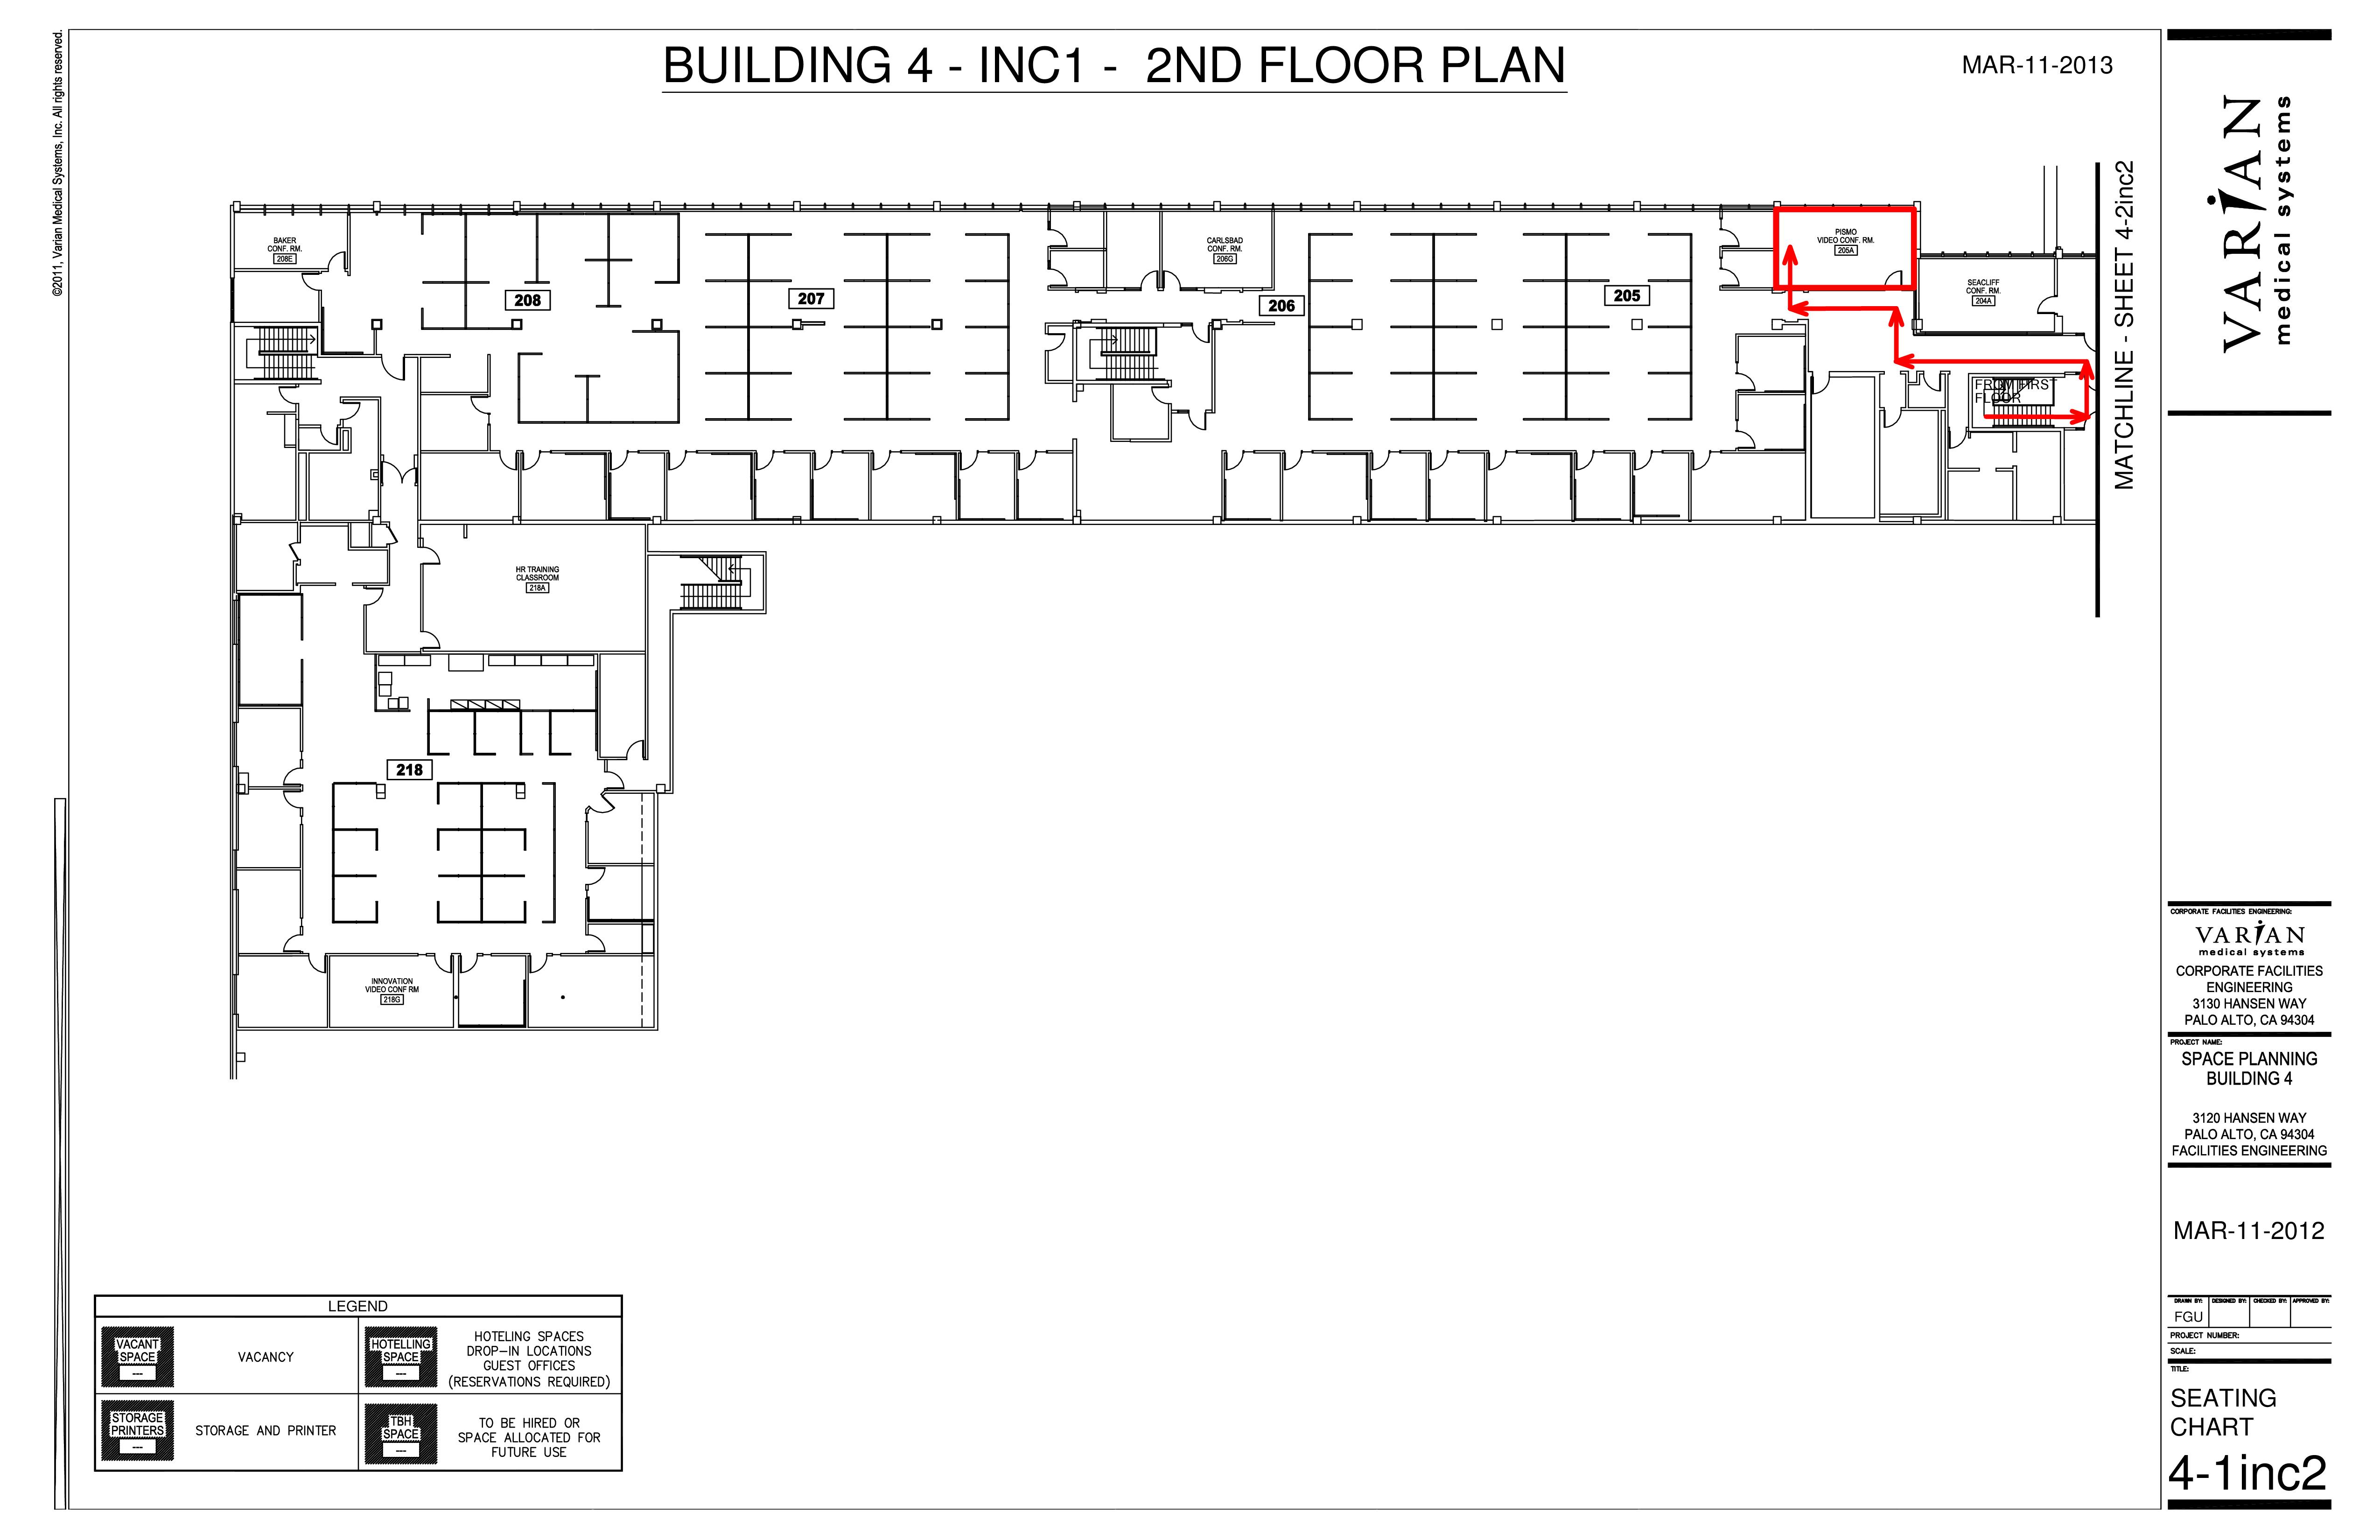 ©2011, Varian Medical Systems, Inc. All rights reserved.
BUILDING 4 - INC1 - 2ND FLOOR PLAN
MAR-11-2013
VARIAN
medical systems
MATCHLINE - SHEET 4-2inc2
BAKER
CONF. RM.
208E
208
207
CARLSBAD
CONF. RM.
206G
206
205
PISMO
VIDEO CONF. RM.
205A
SEACLIFF
CONF. RM.
204A
FROM FIRST
FLOOR
HR TRAINING
CLASSROOM
218A
218
INNOVATION
VIDEO CONF RM
218G
CORPORATE FACILITIES ENGINEERING:
VARIAN
medical systems
CORPORATE FACILITIES
ENGINEERING
3130 HANSEN WAY
PALO ALTO, CA 94304
PROJECT NAME:
SPACE PLANNING
BUILDING 4
3120 HANSEN WAY
PALO ALTO, CA 94304
FACILITIES ENGINEERING
MAR-11-2012
DRAWN BY: DESIGNED BY: CHECKED BY: APPROVED BY:
FGU
PROJECT NUMBER:
SCALE:
TITLE:
SEATING
CHART
4-1inc2
LEGEND
VACANT
SPACE
---
VACANCY
HOTELLING
SPACE
---
HOTELING SPACES
DROP-IN LOCATIONS
GUEST OFFICES
(RESERVATIONS REQUIRED)
STORAGE
PRINTERS
---
STORAGE AND PRINTER
TBH
SPACE
---
TO BE HIRED OR
SPACE ALLOCATED FOR
FUTURE USE